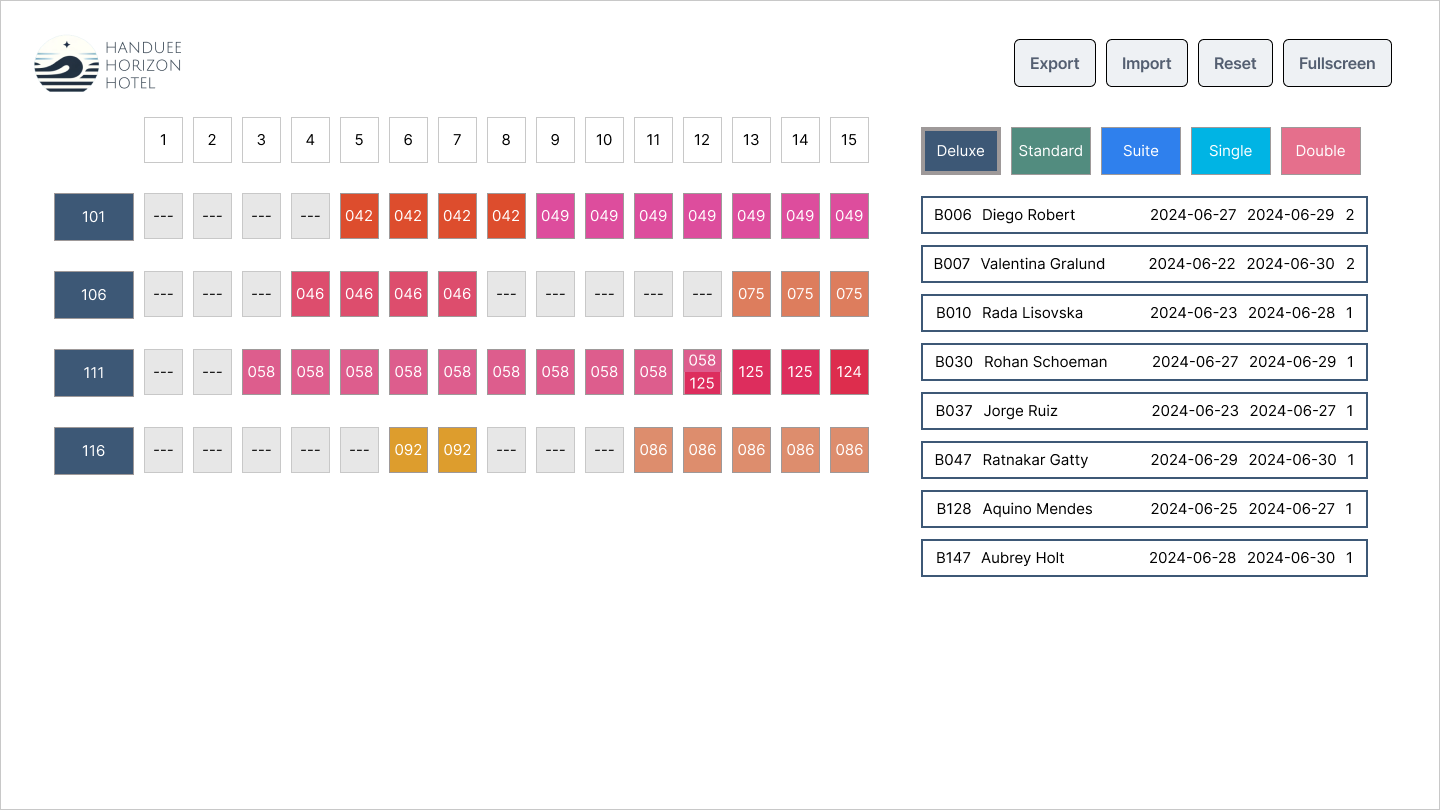 HANDUEE
HORIZON
HOTEL
Export Import Reset Fullscreen
1 2 3 4 5 6 7 8 9 10 11 12 13 14 15
Deluxe Standard Suite Single Double
101 --- --- --- --- 042 042 042 042 049 049 049 049 049 049 049
B006 Diego Robert 2024-06-27 2024-06-29 2
B007 Valentina Gralund 2024-06-22 2024-06-30 2
106 --- --- --- 046 046 046 046 --- --- --- --- --- 075 075 075
B010 Rada Lisovska 2024-06-23 2024-06-28 1
B030 Rohan Schoeman 2024-06-27 2024-06-29 1
111 --- --- 058 058 058 058 058 058 058 058 058 058 125 125 125 124
B037 Jorge Ruiz 2024-06-23 2024-06-27 1
116 --- --- --- --- --- 092 092 --- --- --- 086 086 086 086 086
B047 Ratnakar Gatty 2024-06-29 2024-06-30 1
B128 Aquino Mendes 2024-06-25 2024-06-27 1
B147 Aubrey Holt 2024-06-28 2024-06-30 1